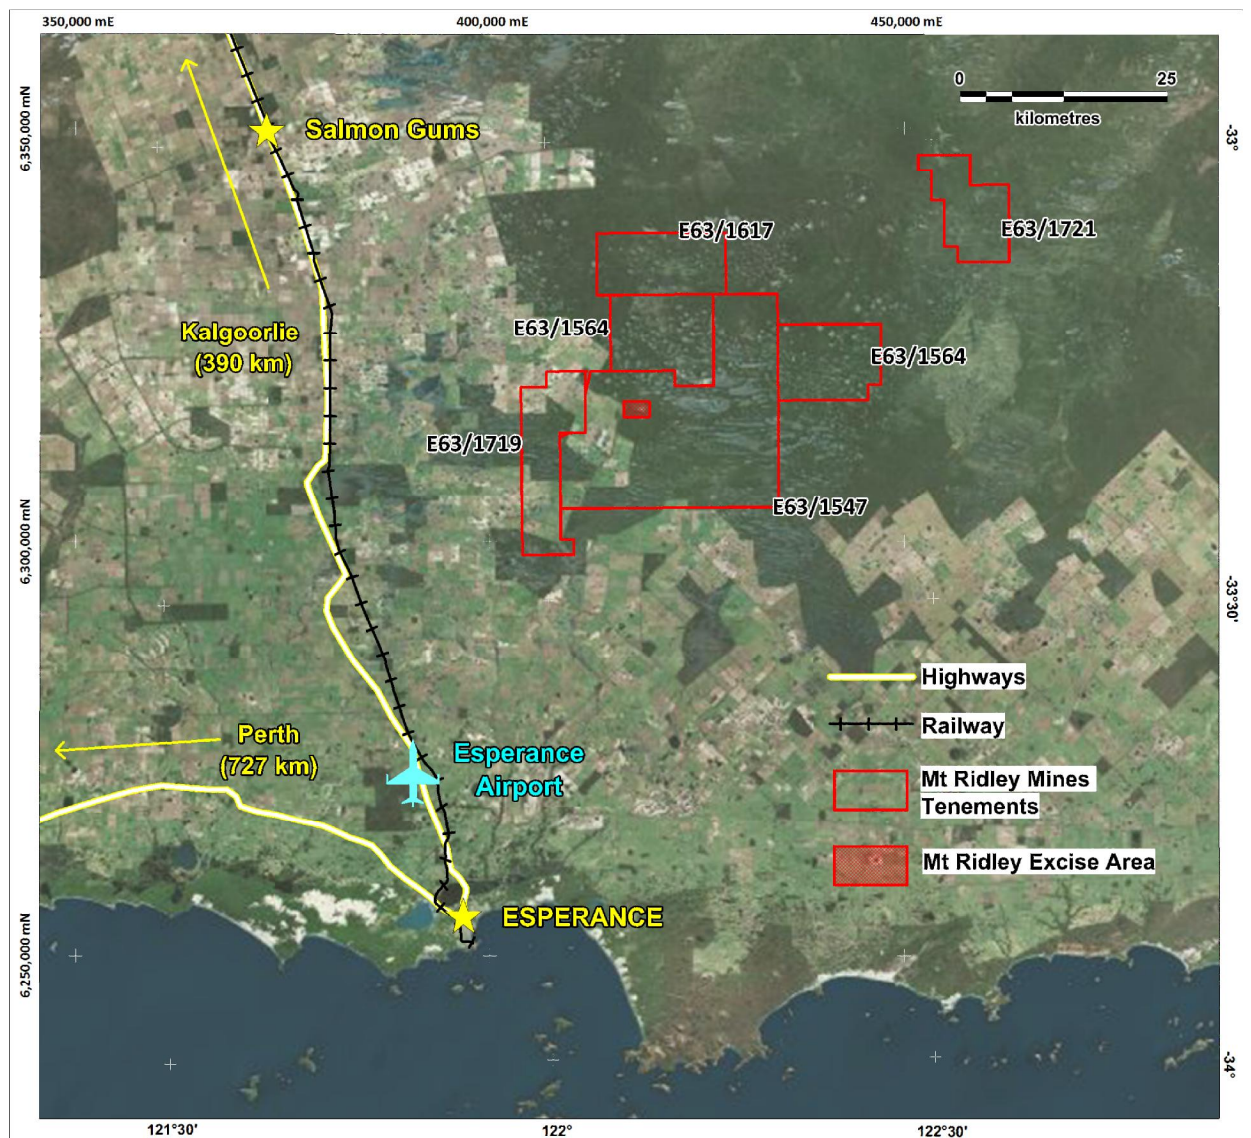 350,000 mE
400,000 mE
450,000 mE
0
25
kilometres
6,350,000 mN
-33°
Salmon Gums
E63/1617
E63/1721
Kalgoorlie
(390 km)
E63/1564
E63/1564
E63/1719
E63/1547
6,300,000 mN
-33°30'
Highways
Railway
Perth
(727 km)
Esperance
Airport
Mt Ridley Mines
Tenements
Mt Ridley Excise Area
ESPERANCE
6,250,000 mN
-34°
121°30'
122°
122°30'